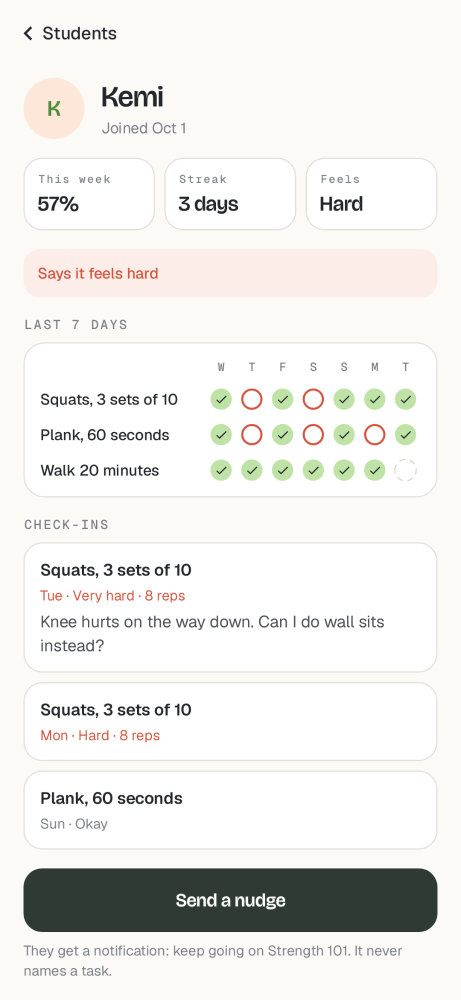 Students
K
Kemi
Joined Oct 1
This week
57%
Streak
3 days
Feels
Hard
Says it feels hard
LAST 7 DAYS
W T F S S M T
Squats, 3 sets of 10
Plank, 60 seconds
Walk 20 minutes
CHECK-INS
Squats, 3 sets of 10
Tue · Very hard · 8 reps
Knee hurts on the way down. Can I do wall sits
instead?
Squats, 3 sets of 10
Mon · Hard · 8 reps
Plank, 60 seconds
Sun · Okay
Send a nudge
They get a notification: keep going on Strength 101. It never
names a task.